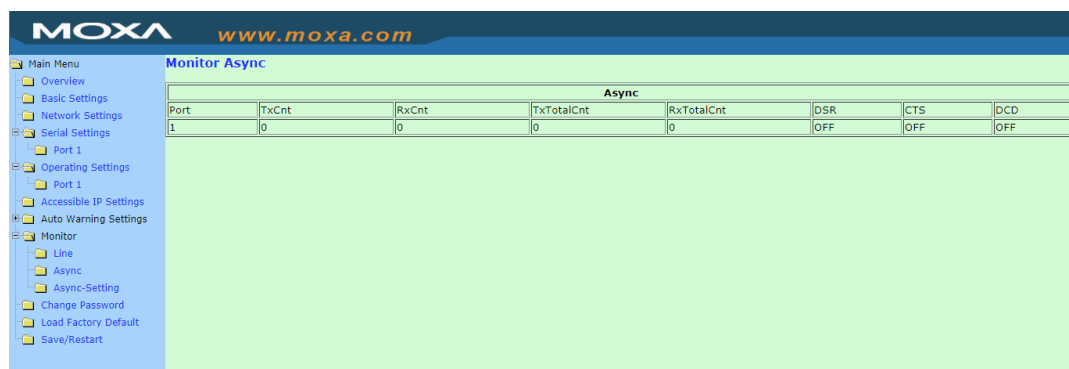 MOXA www.moxa.com
Main Menu
Overview
Basic Settings
Network Settings
Serial Settings
Port 1
Operating Settings
Port 1
Accessible IP Settings
Auto Warning Settings
Monitor
Line
Async
Async-Setting
Change Password
Load Factory Default
Save/Restart
Monitor Async
Async
Port TxCnt RxCnt TxTotalCnt RxTotalCnt DSR CTS DCD
1 0 0 0 0 OFF OFF OFF